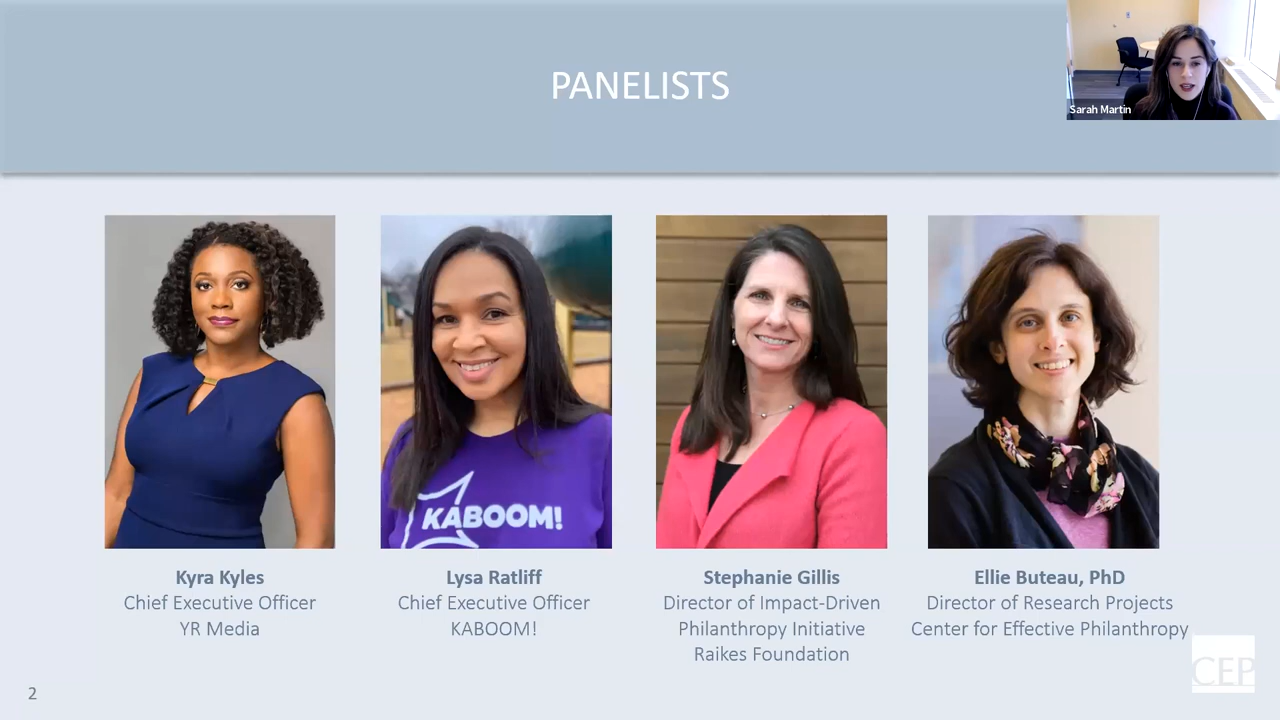 PANELISTS
Sarah Martin
KABOOM!
Kyra Kyles
Chief Executive Officer
YR Media
Lysa Ratliff
Chief Executive Officer
KABOOM!
Stephanie Gillis
Director of Impact-Driven
Philanthropy Initiative
Raikes Foundation
Ellie Buteau, PhD
Director of Research Projects
Center for Effective Philanthropy
CEP
2